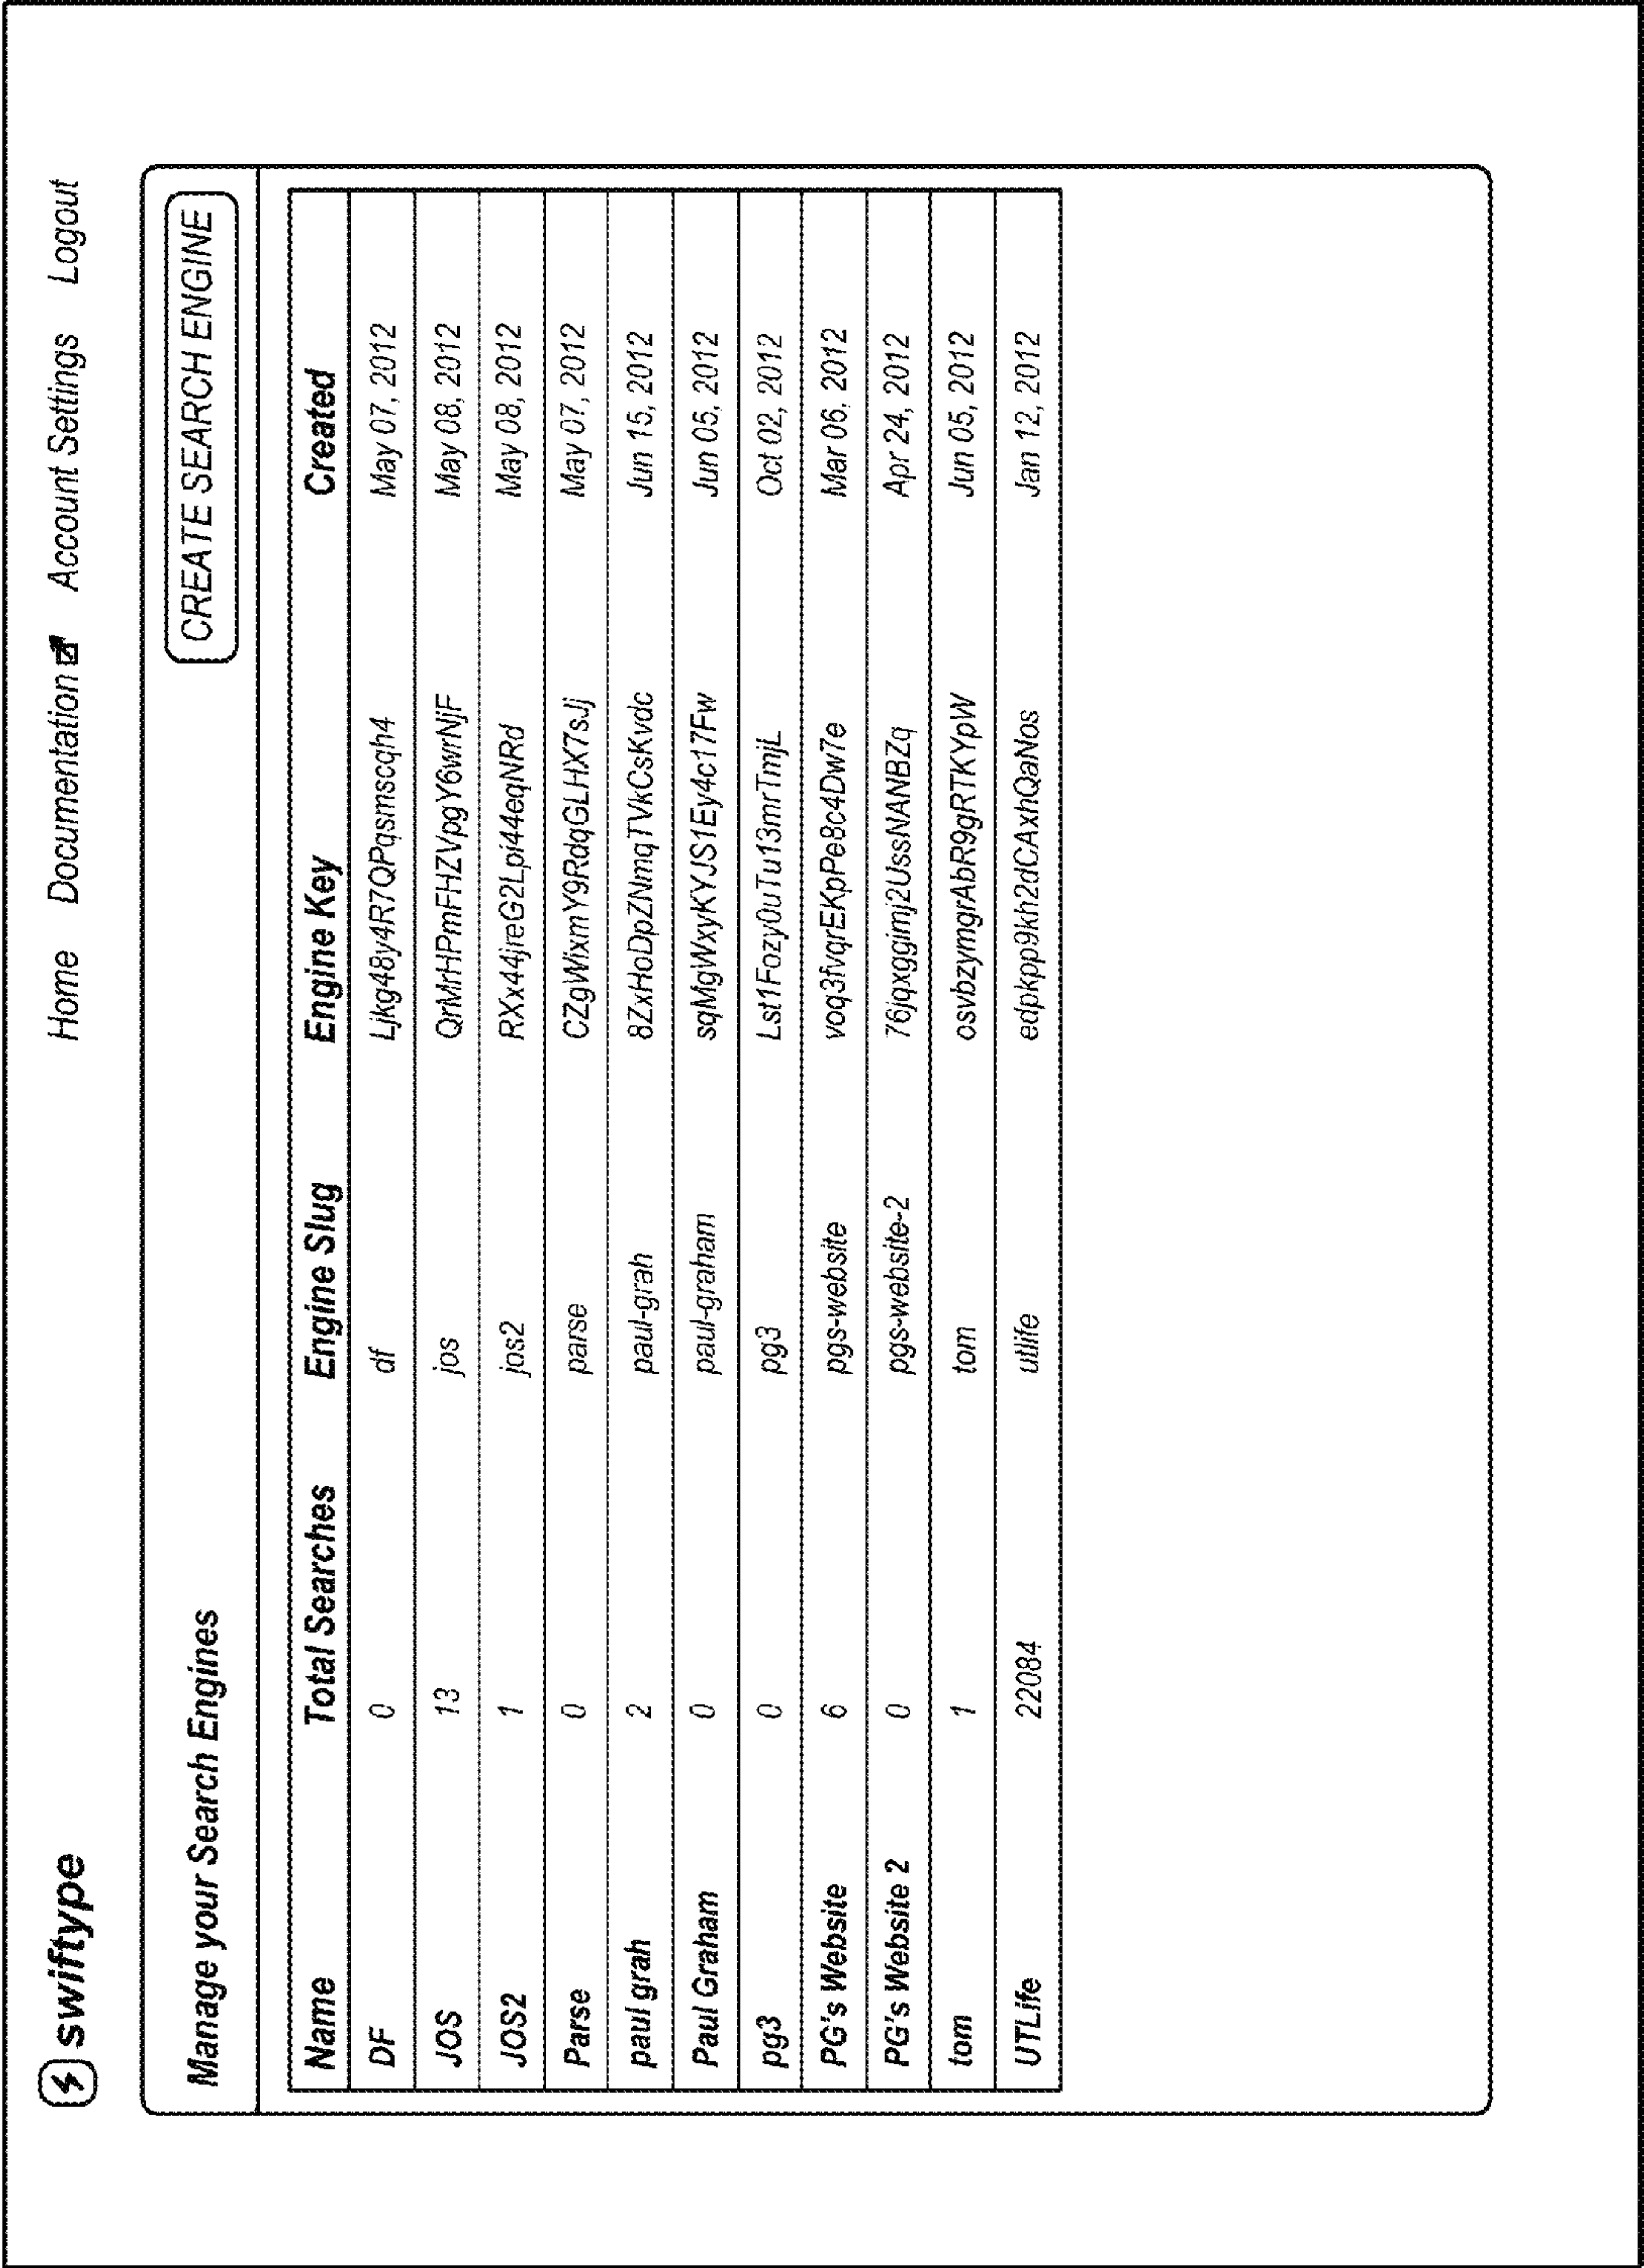 swiftype Home Documentation Account Settings Logout
Manage your Search Engines CREATE SEARCH ENGINE
Name Total Searches Engine Slug Engine Key Created
DF 0 df Ljkg48y4R7QPqsmscqh4 May 07, 2012
JOS 13 jos QrMrHPmFHZVpgY6wrNjF May 08, 2012
JOS2 1 jos2 RXx44jreG2Lpi44eqNRd May 08, 2012
Parse 0 parse CZgWixmY9RdqGLHX7sJj May 07, 2012
paul grah 2 paul-grah 8ZxHoDpZNmqTVkCsKvdc Jun 15, 2012
Paul Graham 0 paul-graham sqMgWxyKYJS1Ey4c17Fw Jun 05, 2012
pg3 0 pg3 Lst1Fozy0uTu13mrTmjL Oct 02, 2012
PG's Website 6 pgs-website voq3fvqrEKpPe8c4Dw7e Mar 06, 2012
PG's Website 2 0 pgs-website-2 76jqxggimj2UssNANBZq Apr 24, 2012
tom 1 tom osvbzymgrAbR9gRTKYpW Jun 05, 2012
UTLife 22084 utlife edpkpp9kh2dCAxhQaNos Jan 12, 2012